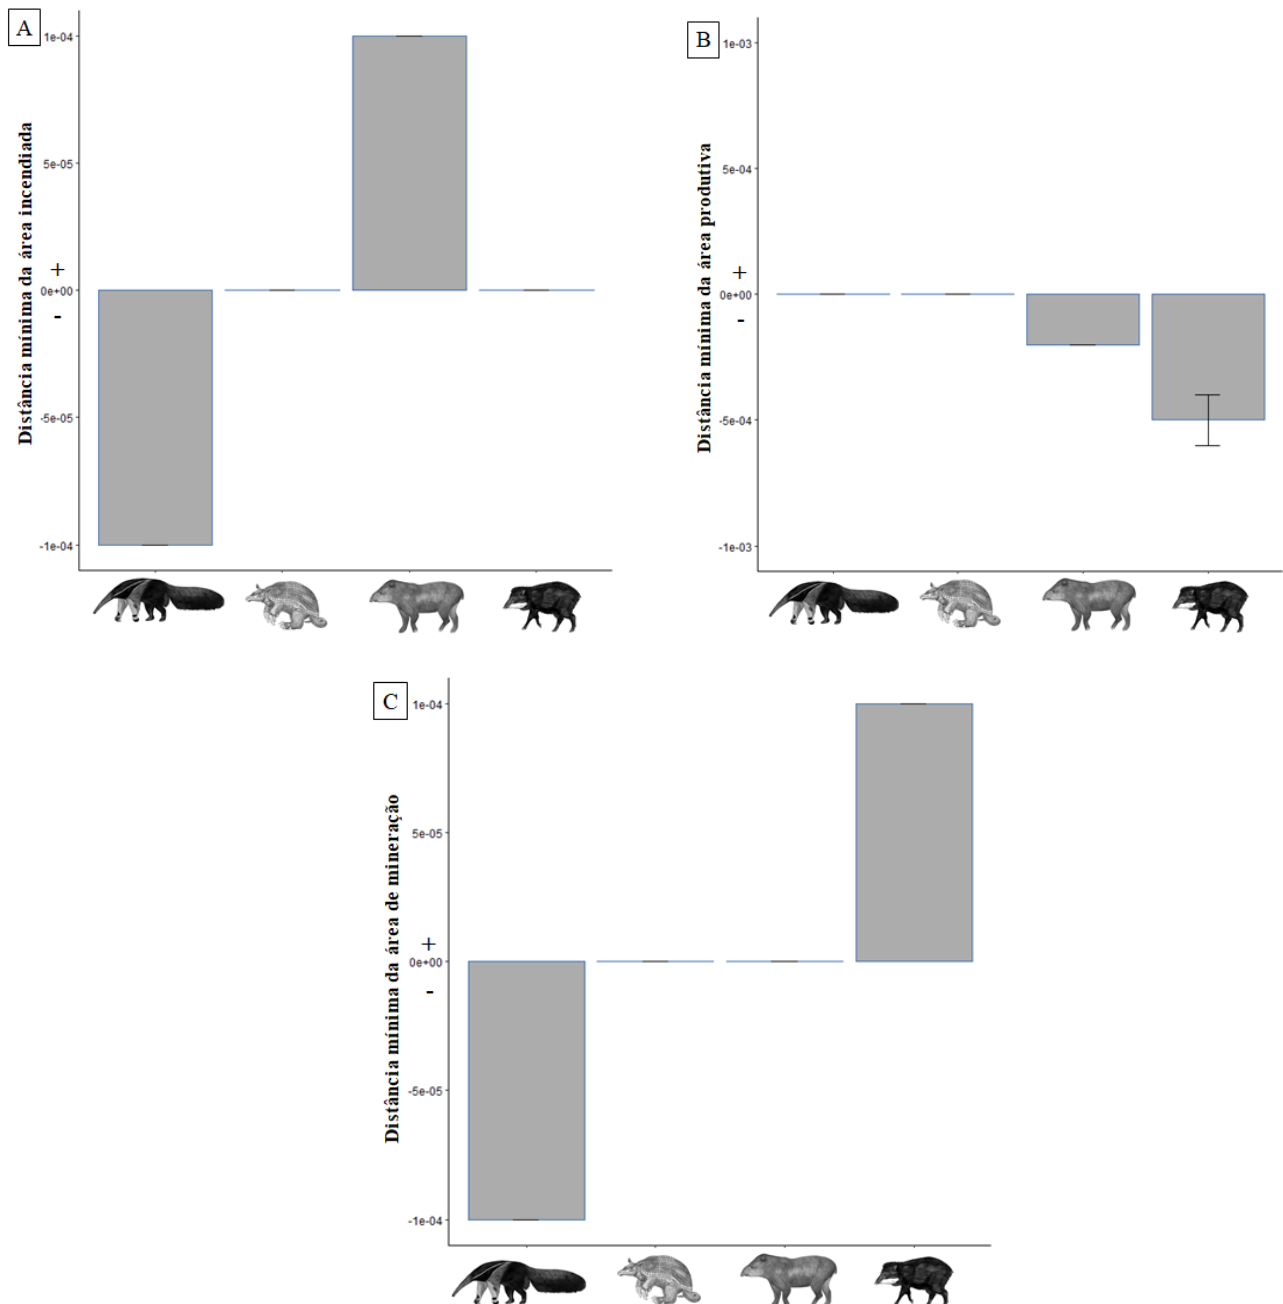 A
Distância mínima da área incendiada
1e-04
5e-05
+
0e+00
-
-5e-05
-1e-04
B
Distância mínima da área produtiva
1e-03
5e-04
+
0e+00
-
-5e-04
-1e-03
C
Distância mínima da área de mineração
1e-04
5e-05
+
0e+00
-
-5e-05
-1e-04